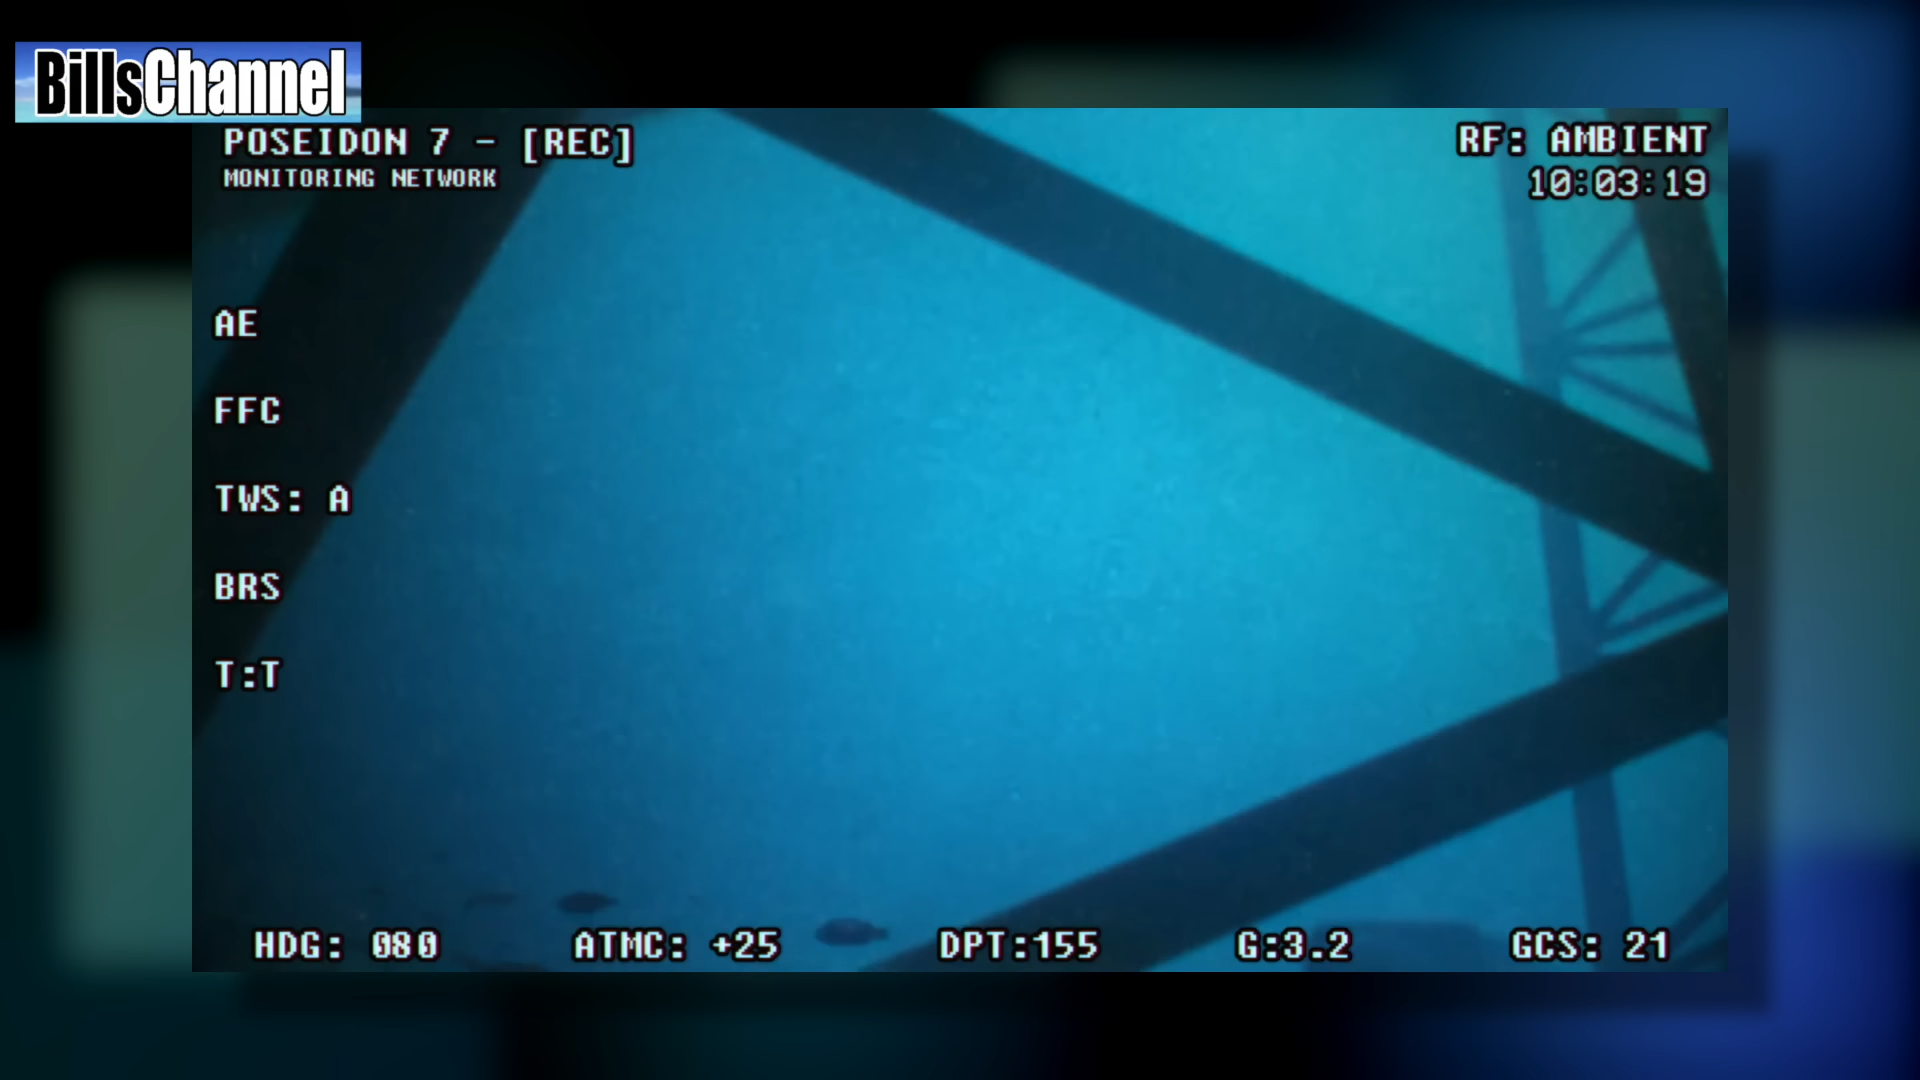 BillsChannel
POSEIDON 7 - [REC]
MONITORING NETWORK
RF: AMBIENT
10:03:19
AE
FFC
TWS: A
BRS
T:T
HDG: 080
ATMC: +25
DPT:155
G:3.2
GCS: 21